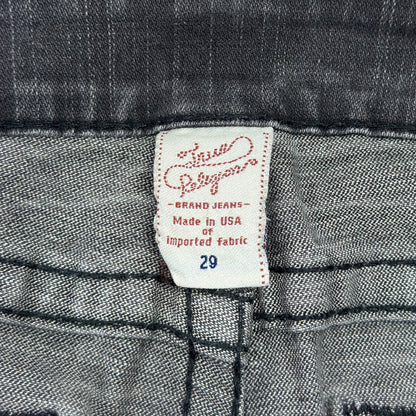 True
Religion
-BRAND JEANS-
Made in USA
of
imported fabric
29